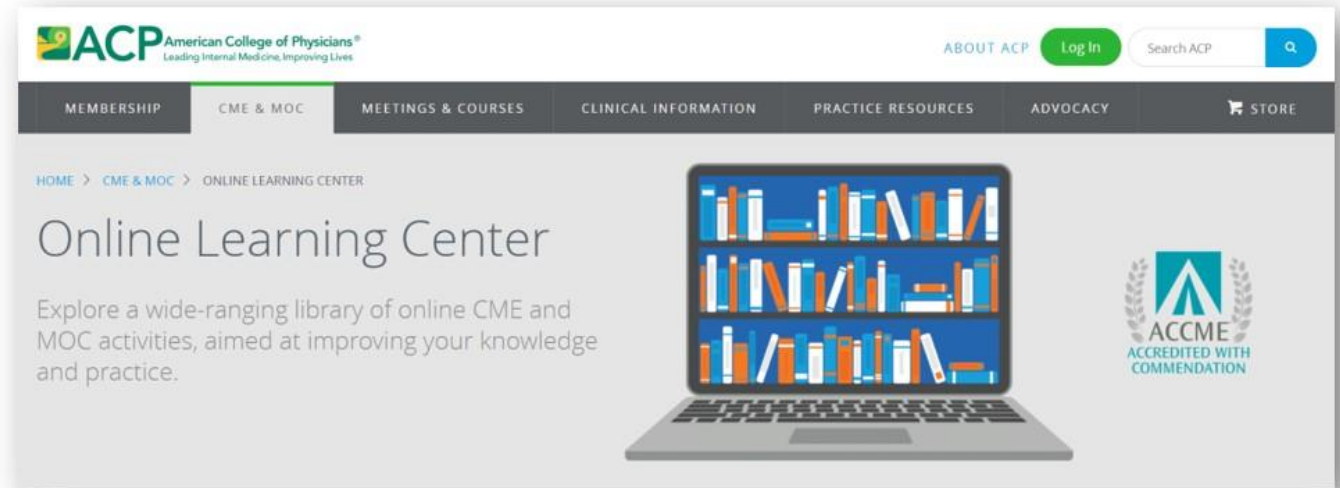 ACP American College of Physicians®
Leading Internal Medicine, Improving Lives
ABOUT ACP
Log In
Search ACP
MEMBERSHIP
CME & MOC
MEETINGS & COURSES
CLINICAL INFORMATION
PRACTICE RESOURCES
ADVOCACY
STORE
HOME > CME & MOC > ONLINE LEARNING CENTER
Online Learning Center
Explore a wide-ranging library of online CME and
MOC activities, aimed at improving your knowledge
and practice.
ACCME
ACCREDITED WITH
COMMENDATION